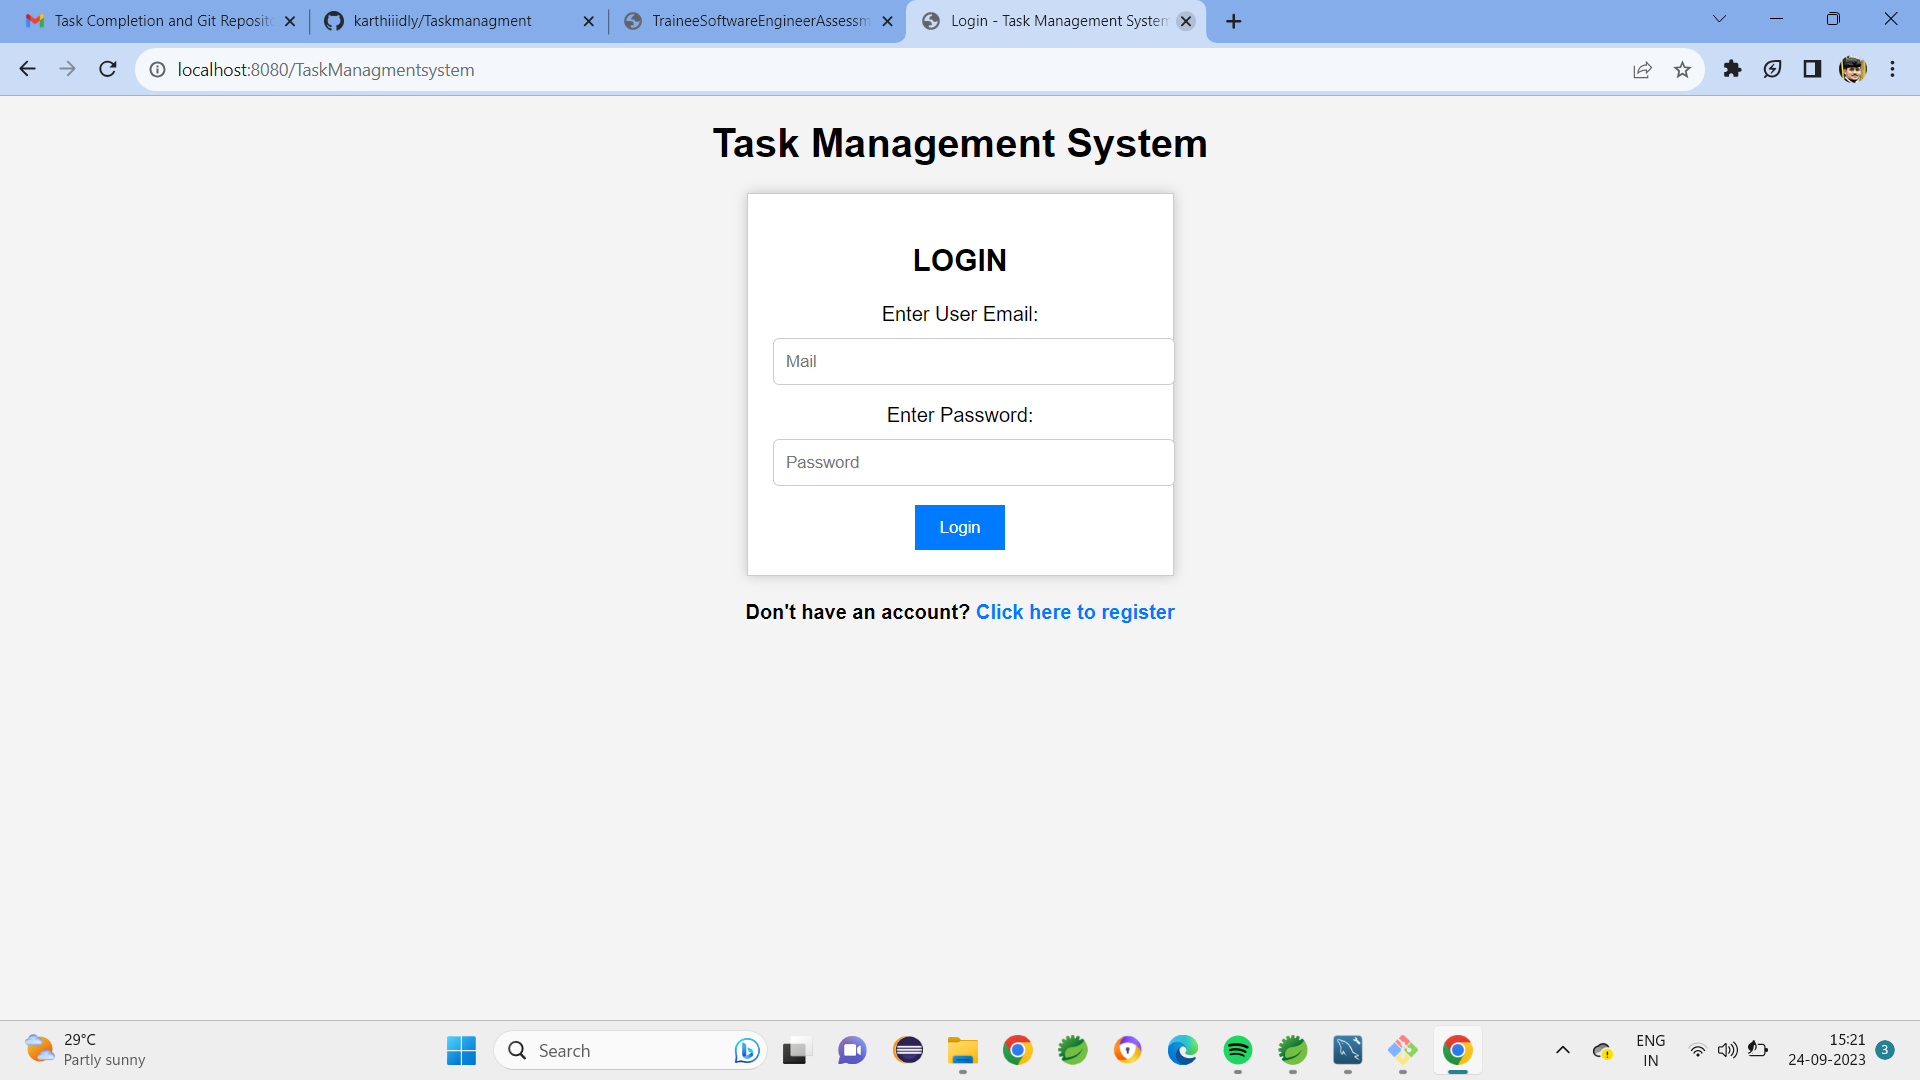 Task Completion and Git Reposito
karthiiidly/Taskmanagment
TraineeSoftwareEngineerAssessm
Login - Task Management System
localhost:8080/TaskManagmentsystem
Task Management System
LOGIN
Enter User Email:
Mail
Enter Password:
Password
Login
Don't have an account? Click here to register
29°C
Partly sunny
Search
ENG
IN
15:21
24-09-2023
3